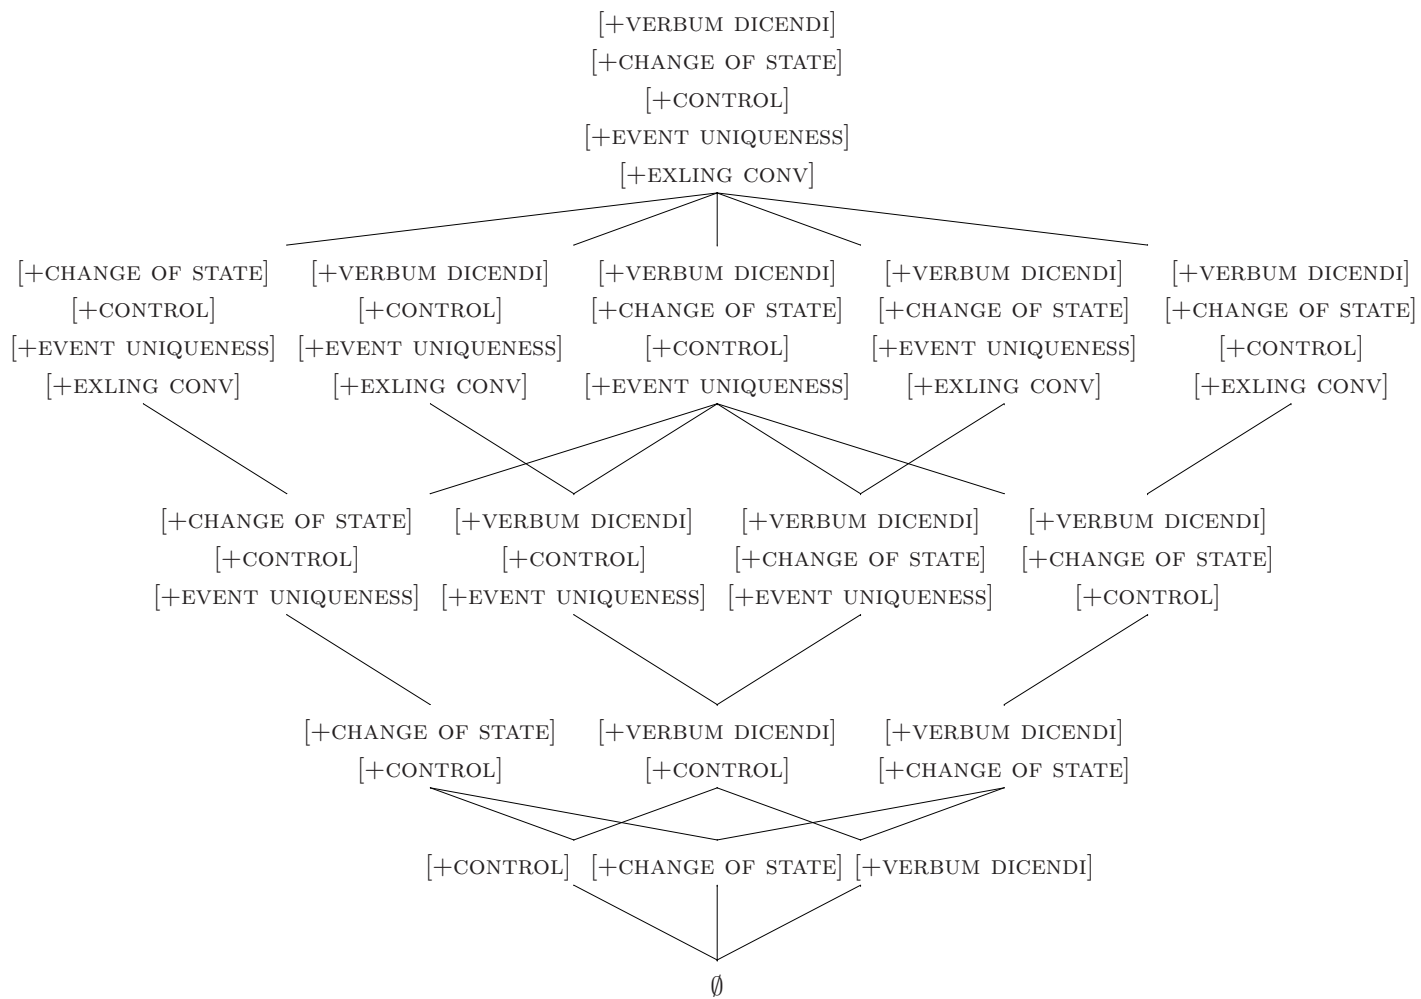 [+VERBUM DICENDI]
[+CHANGE OF STATE]
[+CONTROL]
[+EVENT UNIQUENESS]
[+EXLING CONV]
[+CHANGE OF STATE] [+VERBUM DICENDI] [+VERBUM DICENDI] [+VERBUM DICENDI] [+VERBUM DICENDI]
[+CONTROL] [+CONTROL] [+CHANGE OF STATE] [+CHANGE OF STATE] [+CHANGE OF STATE]
[+EVENT UNIQUENESS] [+EVENT UNIQUENESS] [+CONTROL] [+EVENT UNIQUENESS] [+CONTROL]
[+EXLING CONV] [+EXLING CONV] [+EVENT UNIQUENESS] [+EXLING CONV] [+EXLING CONV]
[+CHANGE OF STATE] [+VERBUM DICENDI] [+VERBUM DICENDI] [+VERBUM DICENDI]
[+CONTROL] [+CONTROL] [+CHANGE OF STATE] [+CHANGE OF STATE]
[+EVENT UNIQUENESS] [+EVENT UNIQUENESS] [+EVENT UNIQUENESS] [+CONTROL]
[+CHANGE OF STATE] [+VERBUM DICENDI] [+VERBUM DICENDI]
[+CONTROL] [+CONTROL] [+CHANGE OF STATE]
[+CONTROL] [+CHANGE OF STATE] [+VERBUM DICENDI]
∅